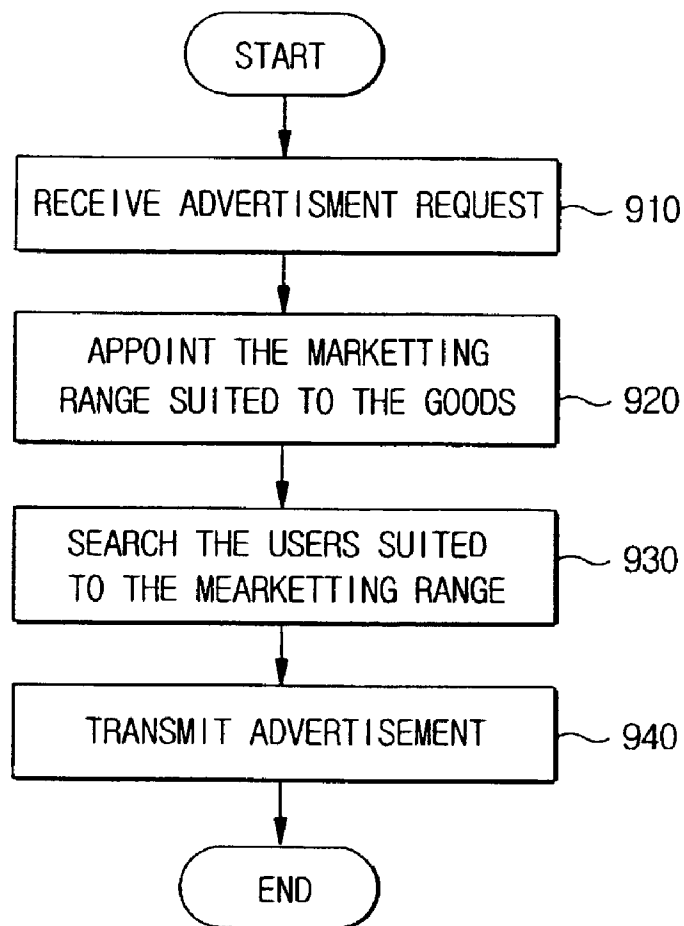 START
RECEIVE ADVERTISMENT REQUEST
910
APPOINT THE MARKETTING
RANGE SUITED TO THE GOODS
920
SEARCH THE USERS SUITED
TO THE MEARKETTING RANGE
930
TRANSMIT ADVERTISEMENT
940
END